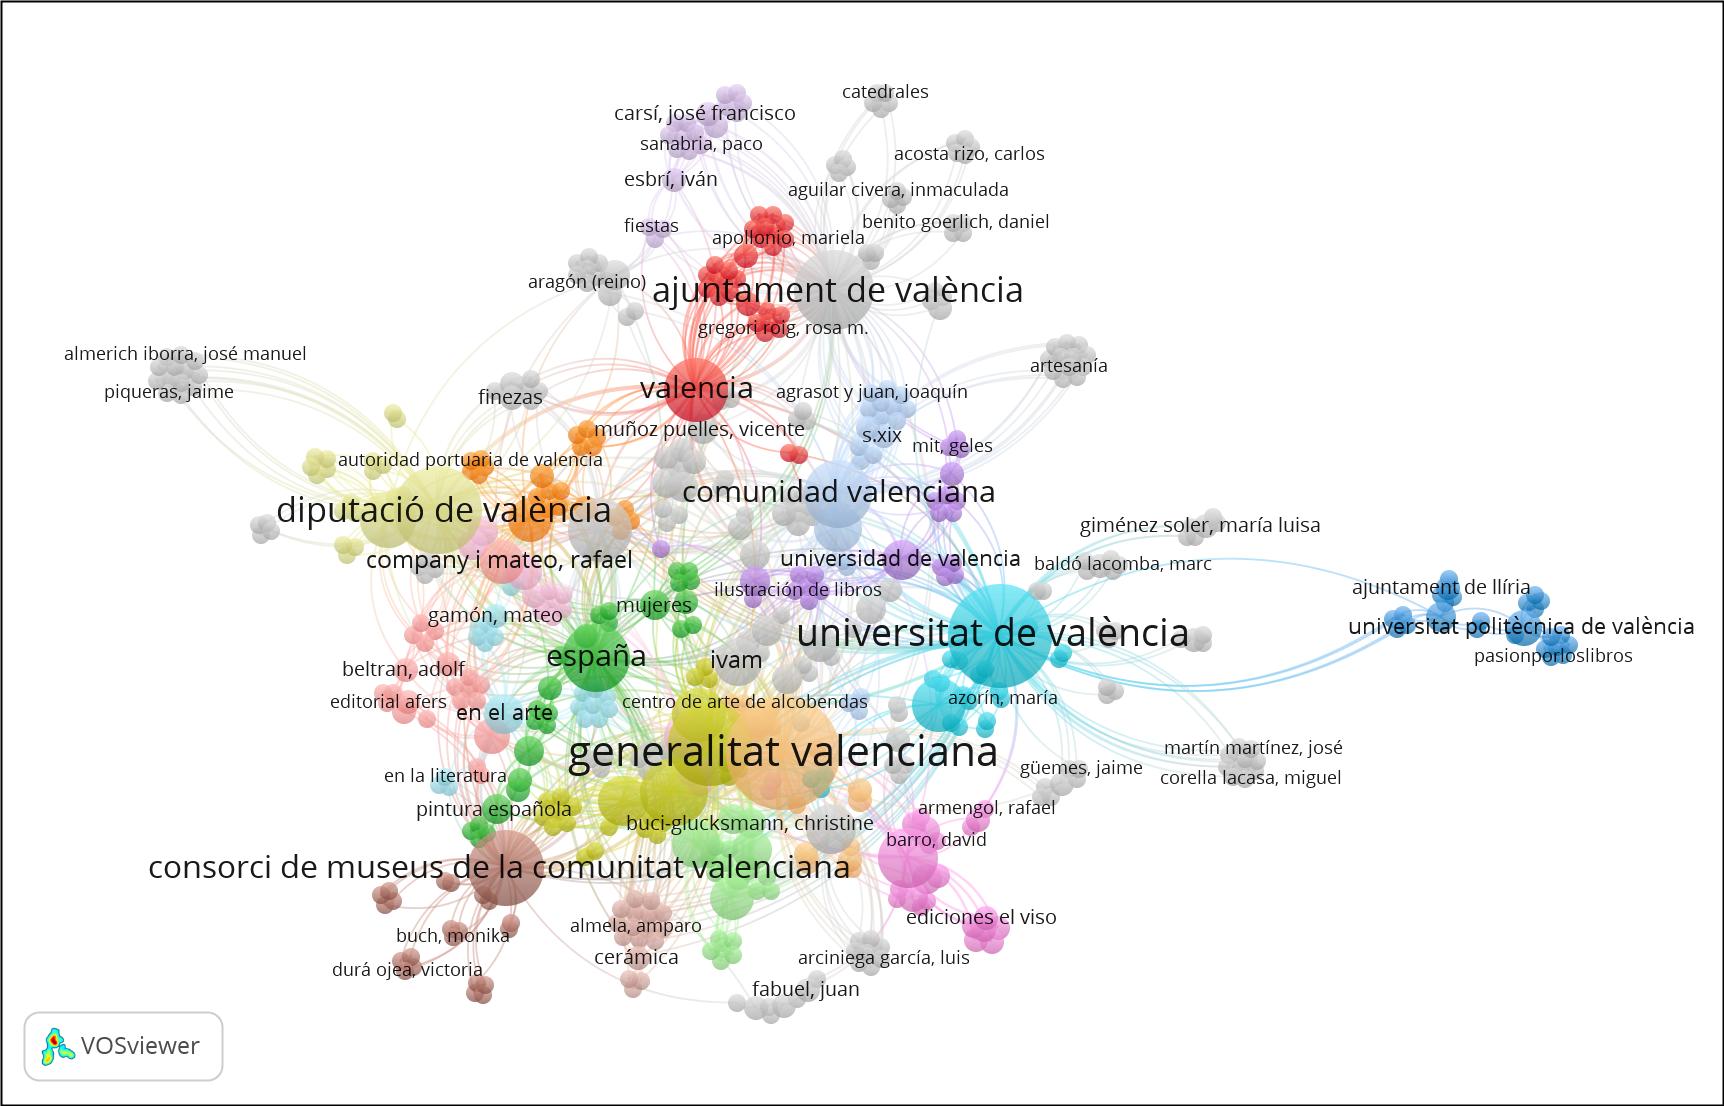 catedrales
carsí, josé francisco
sanabria, paco
acosta rizo, carlos
esbrí, iván
aguilar civera, inmaculada
fiestas
benito goerlich, daniel
apollonio, mariela
aragón (reino)
ajuntament de valència
gregori roig, rosa m.
almerich iborra, josé manuel
artesanía
piqueras, jaime
finezas
valencia
agrasot y juan, joaquín
muñoz puelles, vicente
s.xix
mit, geles
autoridad portuaria de valencia
comunidad valenciana
diputació de valència
giménez soler, maría luisa
company i mateo, rafael
universidad de valencia
baldó lacomba, marc
ilustración de libros
ajuntament de llíria
mujeres
gamón, mateo
universitat de valència
universitat politècnica de valència
españa
ivam
pasionporloslibros
beltran, adolf
editorial afers
centro de arte de alcobendas
azorín, maría
en el arte
generalitat valenciana
martín martínez, josé
en la literatura
güemes, jaime
corella lacasa, miguel
pintura española
armengol, rafael
buci-glucksmann, christine
barro, david
consorci de museus de la comunitat valenciana
almela, amparo
ediciones el viso
buch, monika
cerámica
arciniega garcía, luis
durá ojea, victoria
fabuel, juan
VOSviewer